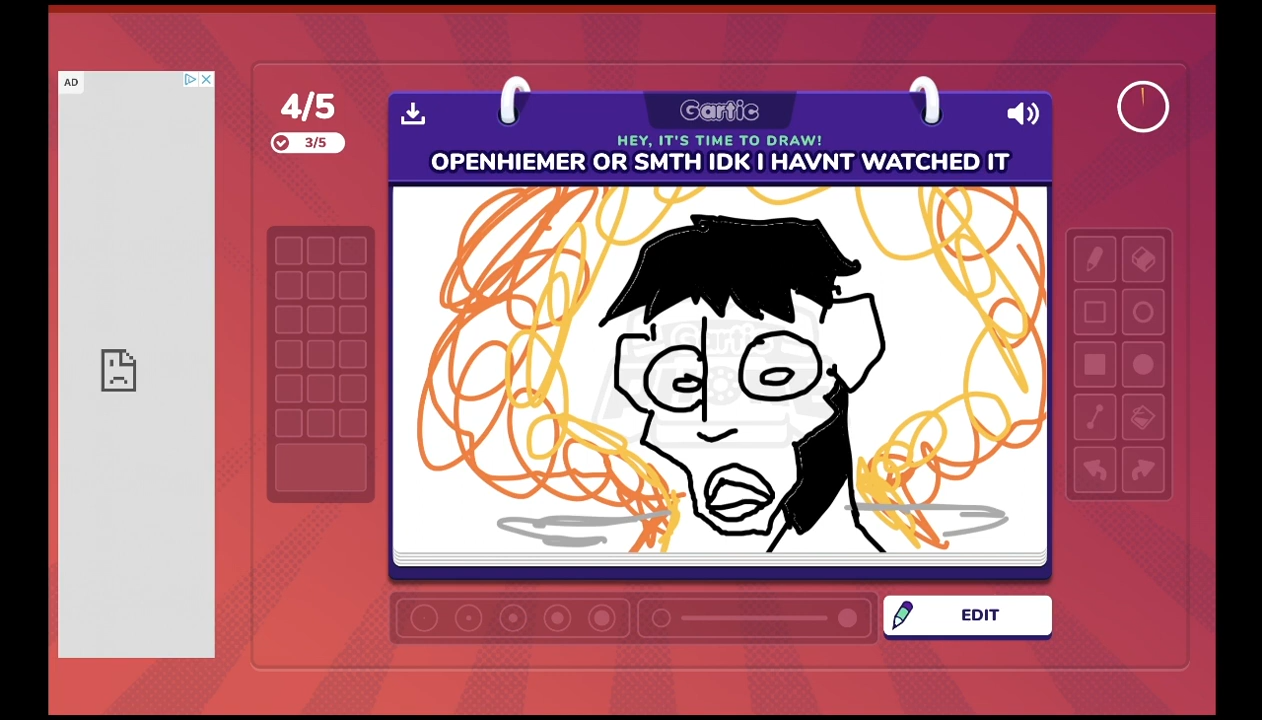 AD
4/5
3/5
Gartic
HEY, IT'S TIME TO DRAW!
OPENHIEMER OR SMTH IDK I HAVNT WATCHED IT
Gartic
EDIT